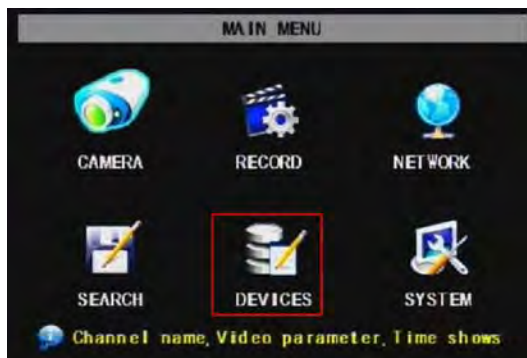 MAIN MENU
CAMERA RECORD NETWORK
SEARCH DEVICES SYSTEM
Channel name, Video parameter, Time shows